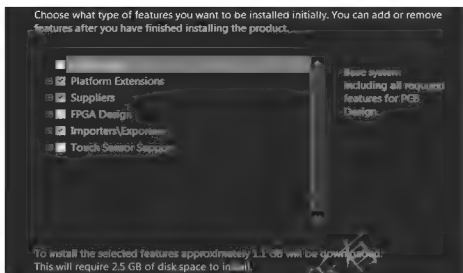 Choose what type of features you want to be installed initially. You can add or remove
features after you have finished installing the product.
Platform Extensions
Suppliers
FPGA Design
Importers\Exporters
Touch Sensor Support
Base system
including all required
features for PCB
Design.
To install the selected features approximately 1.1 GB will be downloaded.
This will require 2.5 GB of disk space to install.